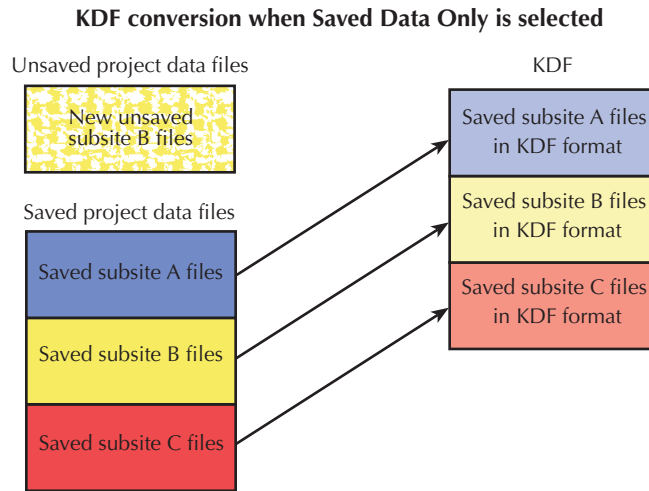 KDF conversion when Saved Data Only is selected
Unsaved project data files
New unsaved
subsite B files
Saved project data files
Saved subsite A files
Saved subsite B files
Saved subsite C files
KDF
Saved subsite A files
in KDF format
Saved subsite B files
in KDF format
Saved subsite C files
in KDF format